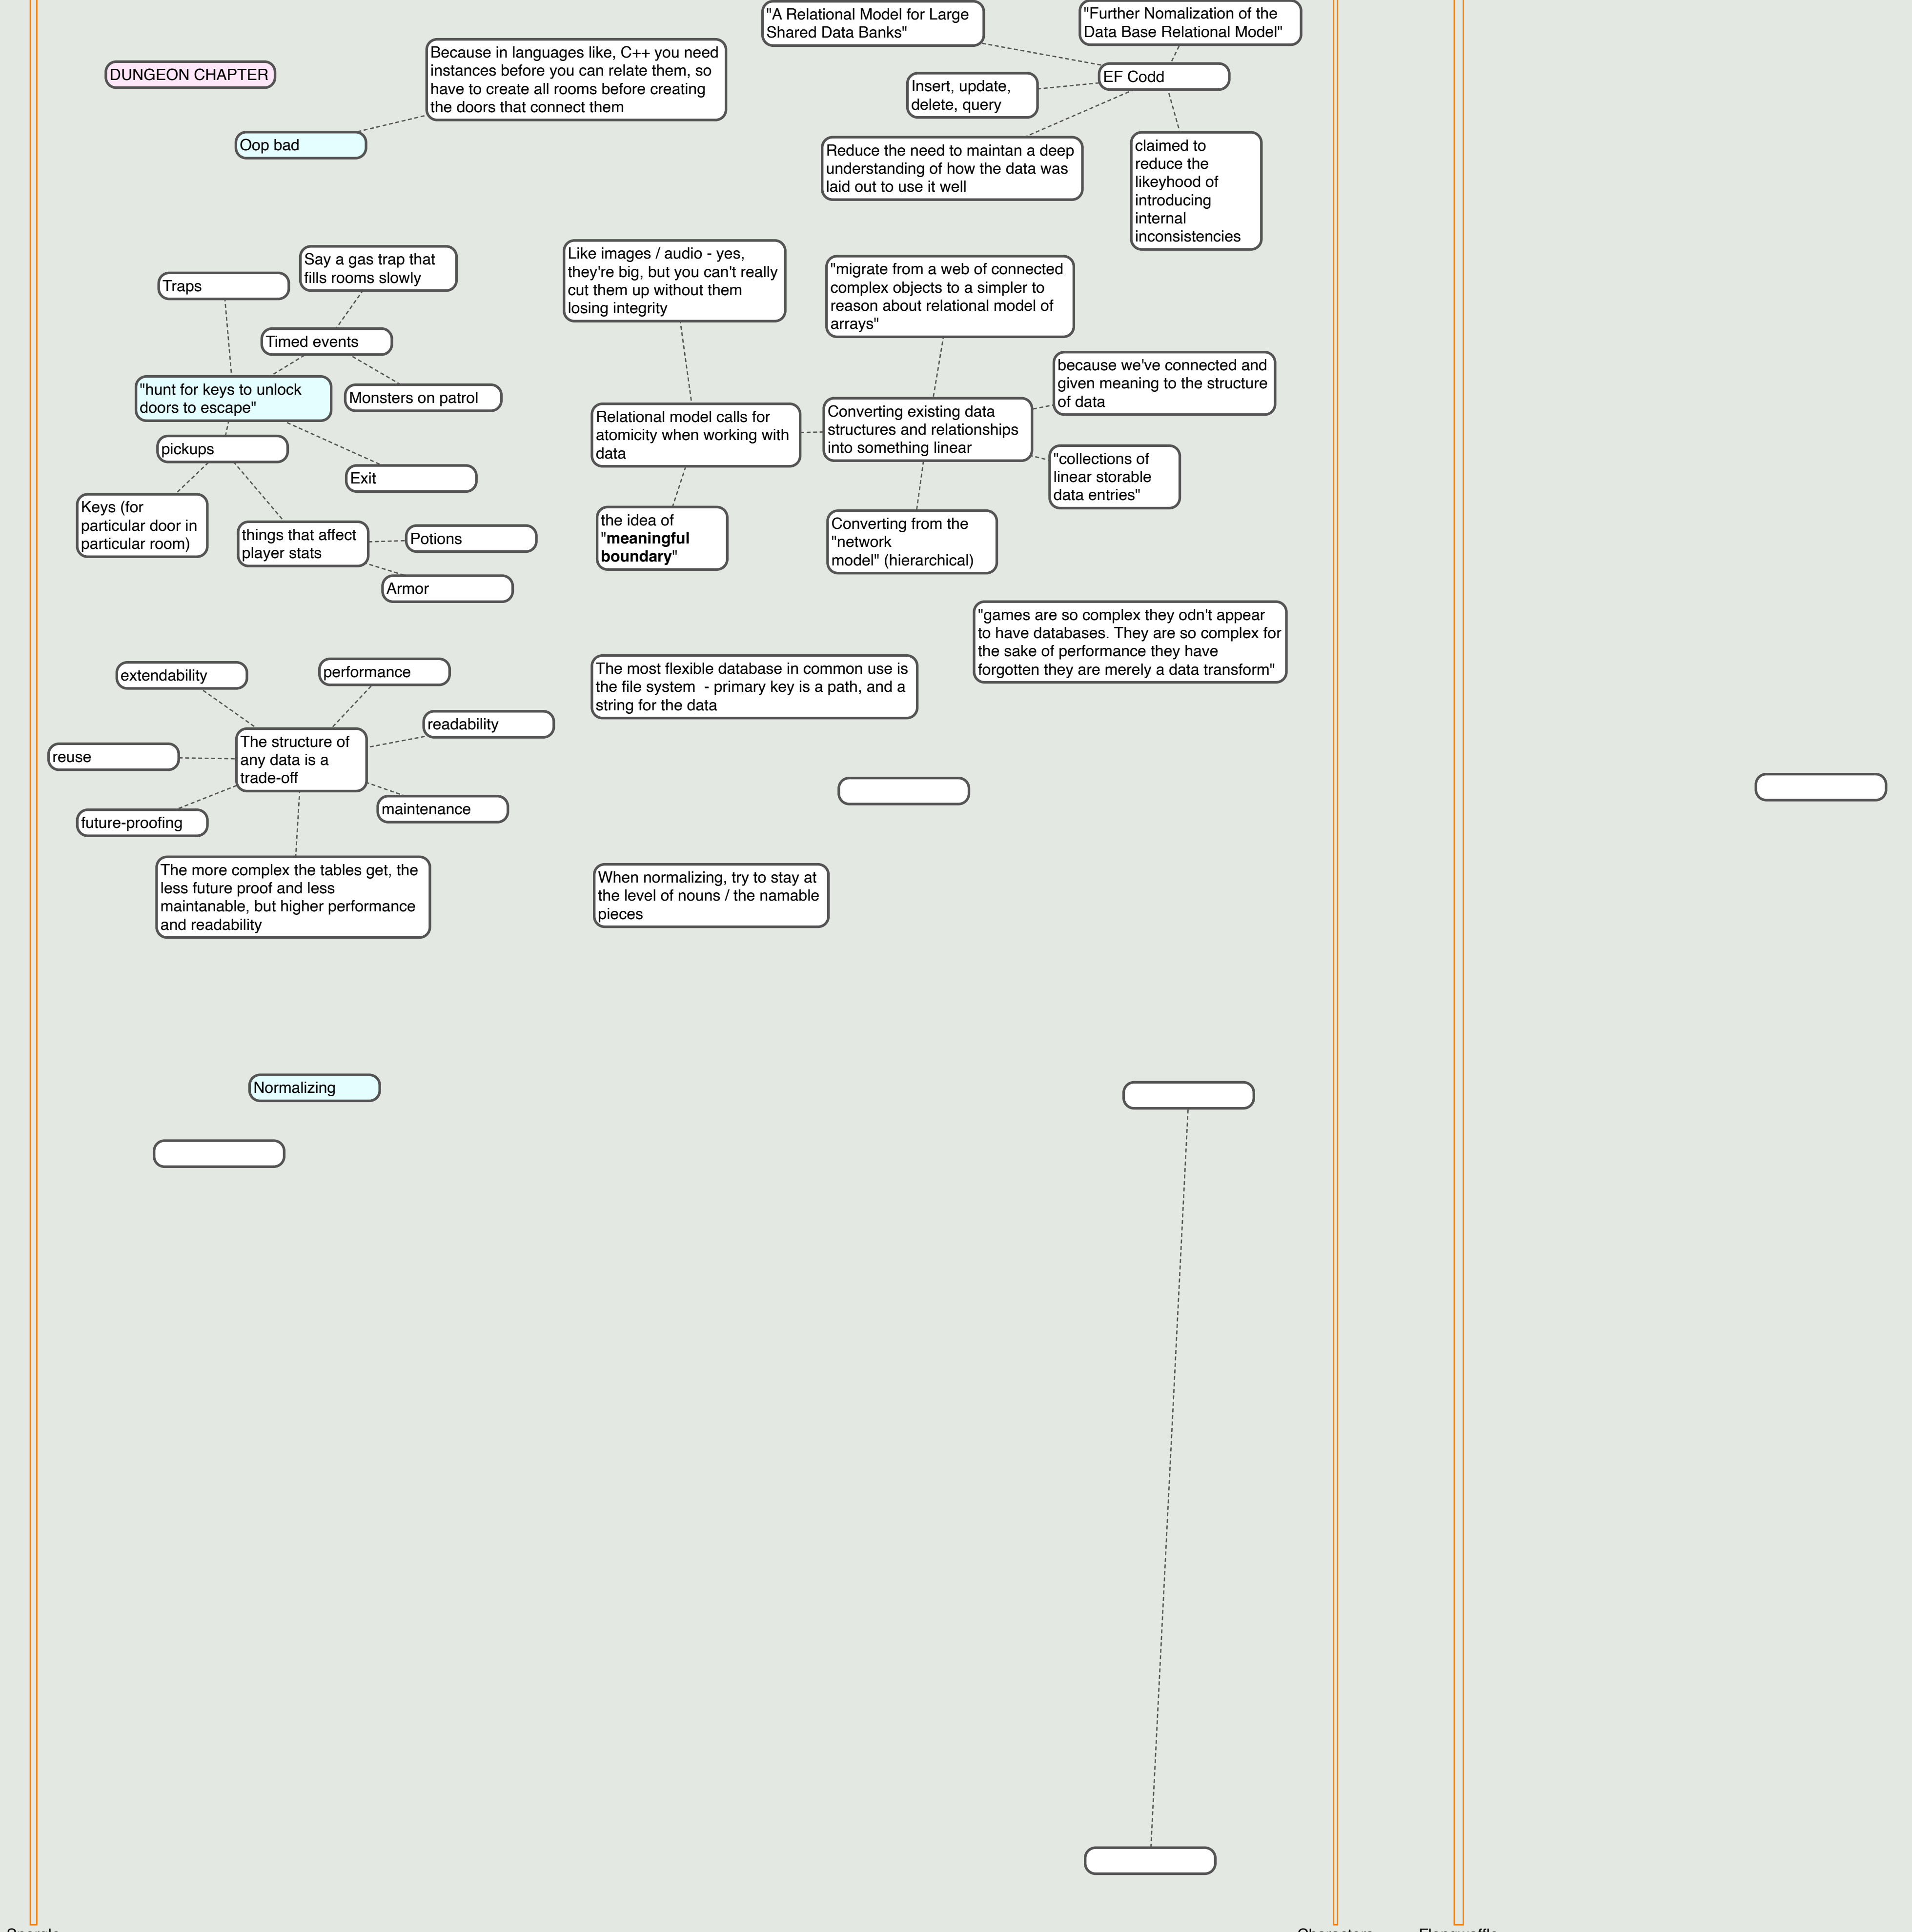 "A Relational Model for Large
Shared Data Banks"
"Further Nomalization of the
Data Base Relational Model"
DUNGEON CHAPTER
Because in languages like, C++ you need
instances before you can relate them, so
have to create all rooms before creating
the doors that connect them
EF Codd
Insert, update,
delete, query
Oop bad
Reduce the need to maintan a deep
understanding of how the data was
laid out to use it well
claimed to
reduce the
likeyhood of
introducing
internal
inconsistencies
Say a gas trap that
fills rooms slowly
Traps
Timed events
"hunt for keys to unlock
doors to escape"
Monsters on patrol
pickups
Exit
Keys (for
particular door in
particular room)
things that affect
player stats
Potions
Armor
Like images / audio - yes,
they're big, but you can't really
cut them up without them
losing integrity
"migrate from a web of connected
complex objects to a simpler to
reason about relational model of
arrays"
because we've connected and
given meaning to the structure
of data
Relational model calls for
atomicity when working with
data
Converting existing data
structures and relationships
into something linear
"collections of
linear storable
data entries"
the idea of
"meaningful
boundary"
Converting from the
"network
model" (hierarchical)
"games are so complex they odn't appear
to have databases. They are so complex for
the sake of performance they have
forgotten they are merely a data transform"
extendability
performance
The most flexible database in common use is
the file system  - primary key is a path, and a
string for the data
readability
reuse
The structure of
any data is a
trade-off
maintenance
future-proofing
The more complex the tables get, the
less future proof and less
maintanable, but higher performance
and readability
When normalizing, try to stay at
the level of nouns / the namable
pieces
Normalizing